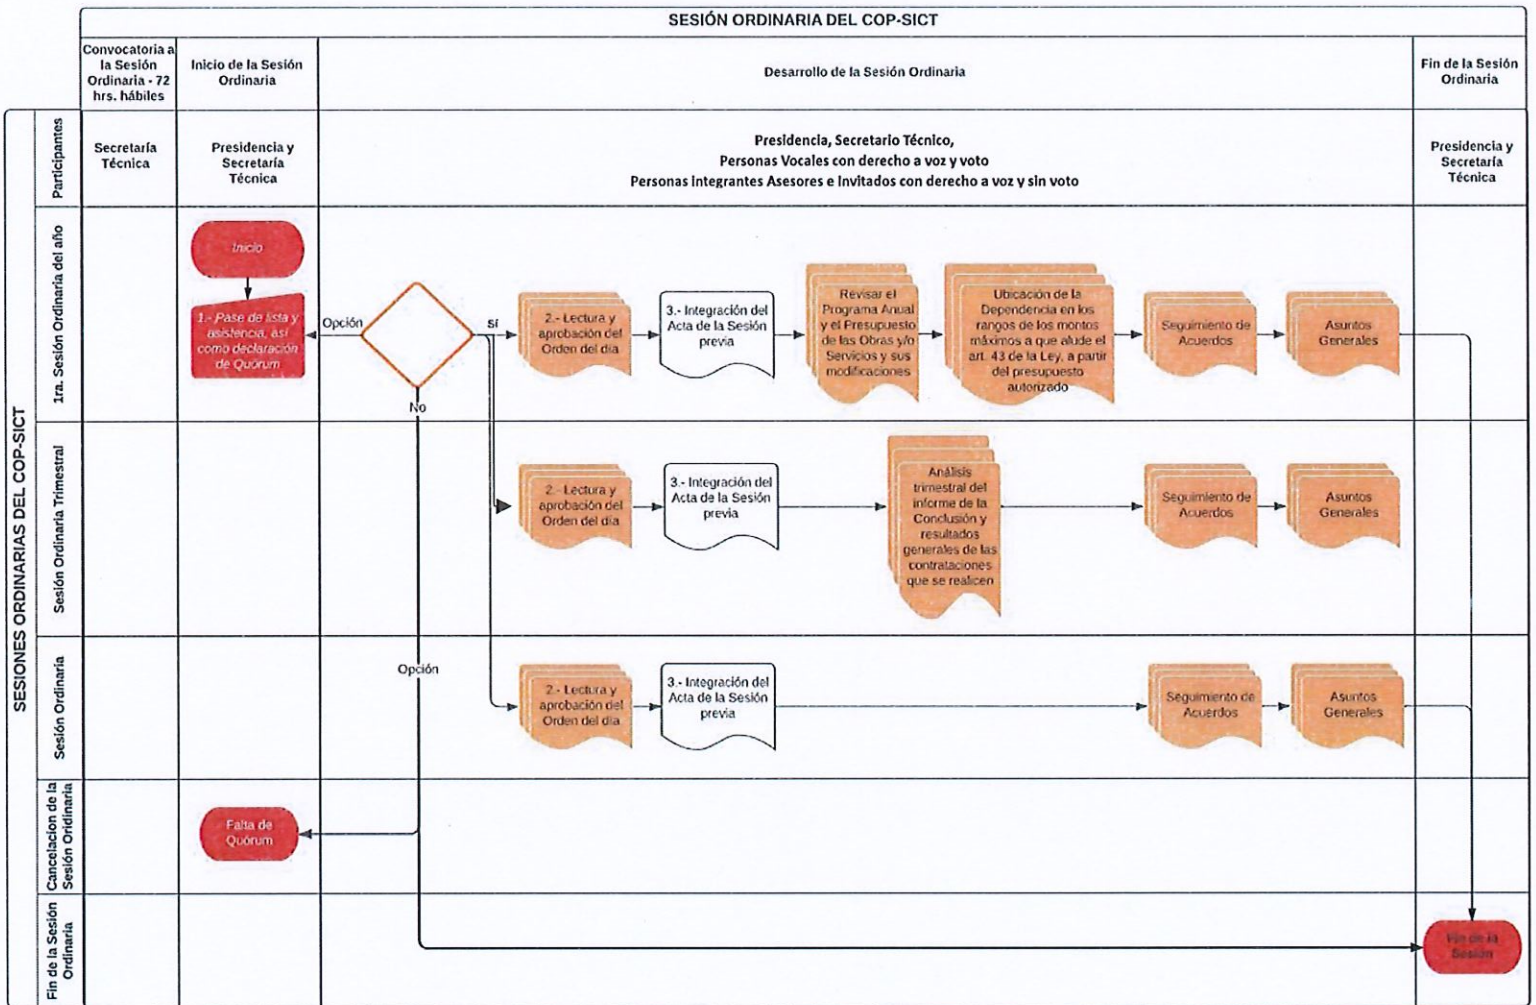 SESIÓN ORDINARIA DEL COP-SICT
Convocatoria a
la Sesión
Ordinaria - 72
hrs. hábiles
Inicio de la Sesión
Ordinaria
Desarrollo de la Sesión Ordinaria
Fin de la Sesión
Ordinaria
SESIONES ORDINARIAS DEL COP-SICT
Participantes
Secretaría
Técnica
Presidencia y
Secretaría
Técnica
Presidencia, Secretario Técnico,
Personas Vocales con derecho a voz y voto
Personas integrantes Asesores e Invitados con derecho a voz y sin voto
Presidencia y
Secretaría
Técnica
1ra. Sesión Ordinaria del año
Inicio
1.- Pase de lista y
asistencia, así
como declaración
de Quórum
Opción
Sí
No
2.- Lectura y
aprobación del
Orden del día
3.- Integración del
Acta de la Sesión
previa
Revisar el
Programa Anual
y el Presupuesto
de las Obras y/o
Servicios y sus
modificaciones
Ubicación de la
Dependencia en los
rangos de los montos
máximos a que alude el
art. 43 de la Ley, a partir
del presupuesto
autorizado
Seguimiento de
Acuerdos
Asuntos
Generales
Sesión Ordinaria Trimestral
2.- Lectura y
aprobación del
Orden del día
3.- Integración del
Acta de la Sesión
previa
Análisis
trimestral del
informe de la
Conclusión y
resultados
generales de las
contrataciones
que se realicen
Seguimiento de
Acuerdos
Asuntos
Generales
Sesión Ordinaria
Opción
2.- Lectura y
aprobación del
Orden del día
3.- Integración del
Acta de la Sesión
previa
Seguimiento de
Acuerdos
Asuntos
Generales
Cancelacion de la
Sesión Oridinaria
Falta de
Quórum
Fin de la Sesión
Ordinaria
Fin de la
Sesión